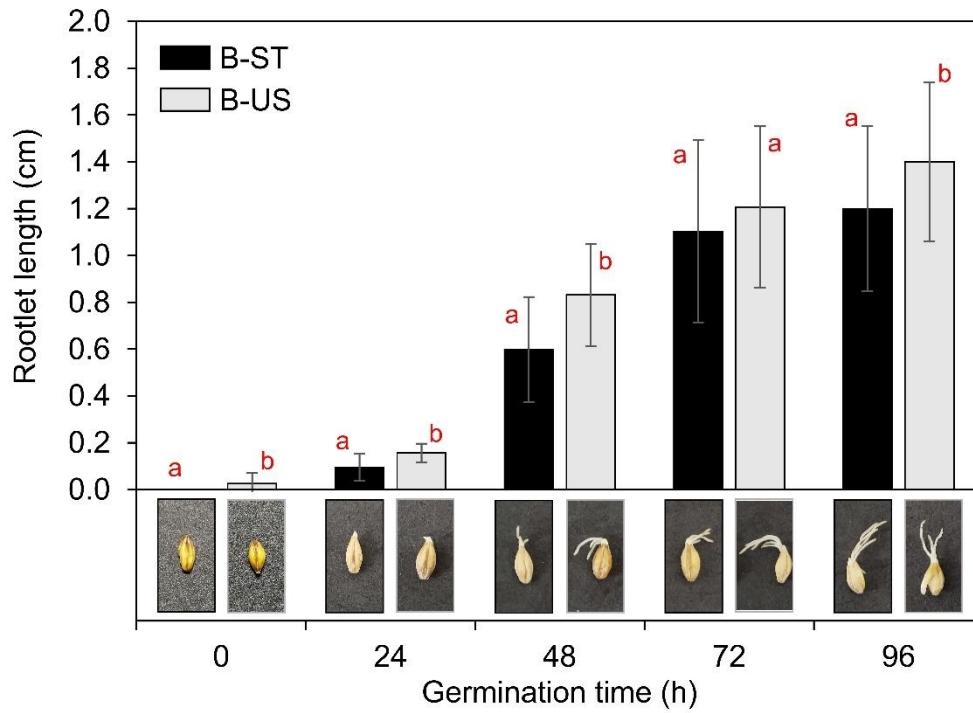 2.0
1.8
1.6
1.4
1.2
1.0
0.8
0.6
0.4
0.2
0.0
Rootlet length (cm)
B-ST
B-US
a b
a b
a b
a a
a b
0 24 48 72 96
Germination time (h)